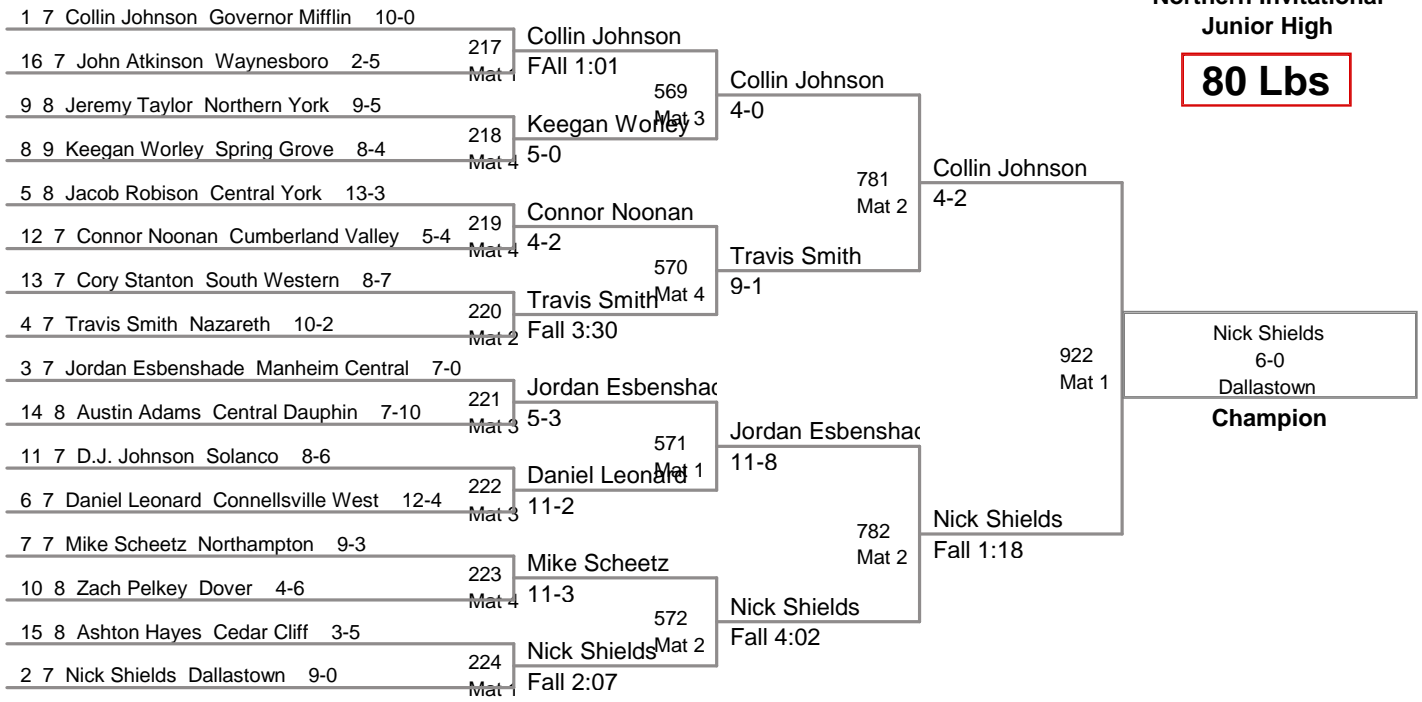 Northern Invitational
Junior High
80 Lbs
1 7 Collin Johnson Governor Mifflin 10-0
16 7 John Atkinson Waynesboro 2-5
9 8 Jeremy Taylor Northern York 9-5
8 9 Keegan Worley Spring Grove 8-4
5 8 Jacob Robison Central York 13-3
12 7 Connor Noonan Cumberland Valley 5-4
13 7 Cory Stanton South Western 8-7
4 7 Travis Smith Nazareth 10-2
3 7 Jordan Esbenshade Manheim Central 7-0
14 8 Austin Adams Central Dauphin 7-10
11 7 D.J. Johnson Solanco 8-6
6 7 Daniel Leonard Connellsville West 12-4
7 7 Mike Scheetz Northampton 9-3
10 8 Zach Pelkey Dover 4-6
15 8 Ashton Hayes Cedar Cliff 3-5
2 7 Nick Shields Dallastown 9-0
217
Mat 1
218
Mat 4
219
Mat 4
220
Mat 2
221
Mat 3
222
Mat 3
223
Mat 4
224
Mat 1
Collin Johnson
FAll 1:01
Keegan Worley
5-0
Connor Noonan
4-2
Travis Smith
Fall 3:30
Jordan Esbenshad
5-3
Daniel Leonard
11-2
Mike Scheetz
11-3
Nick Shields
Fall 2:07
569
Mat 3
570
Mat 4
571
Mat 1
572
Mat 2
Collin Johnson
4-0
Travis Smith
9-1
Jordan Esbenshad
11-8
Nick Shields
Fall 4:02
781
Mat 2
782
Mat 2
Collin Johnson
4-2
Nick Shields
Fall 1:18
922
Mat 1
Nick Shields
6-0
Dallastown
Champion